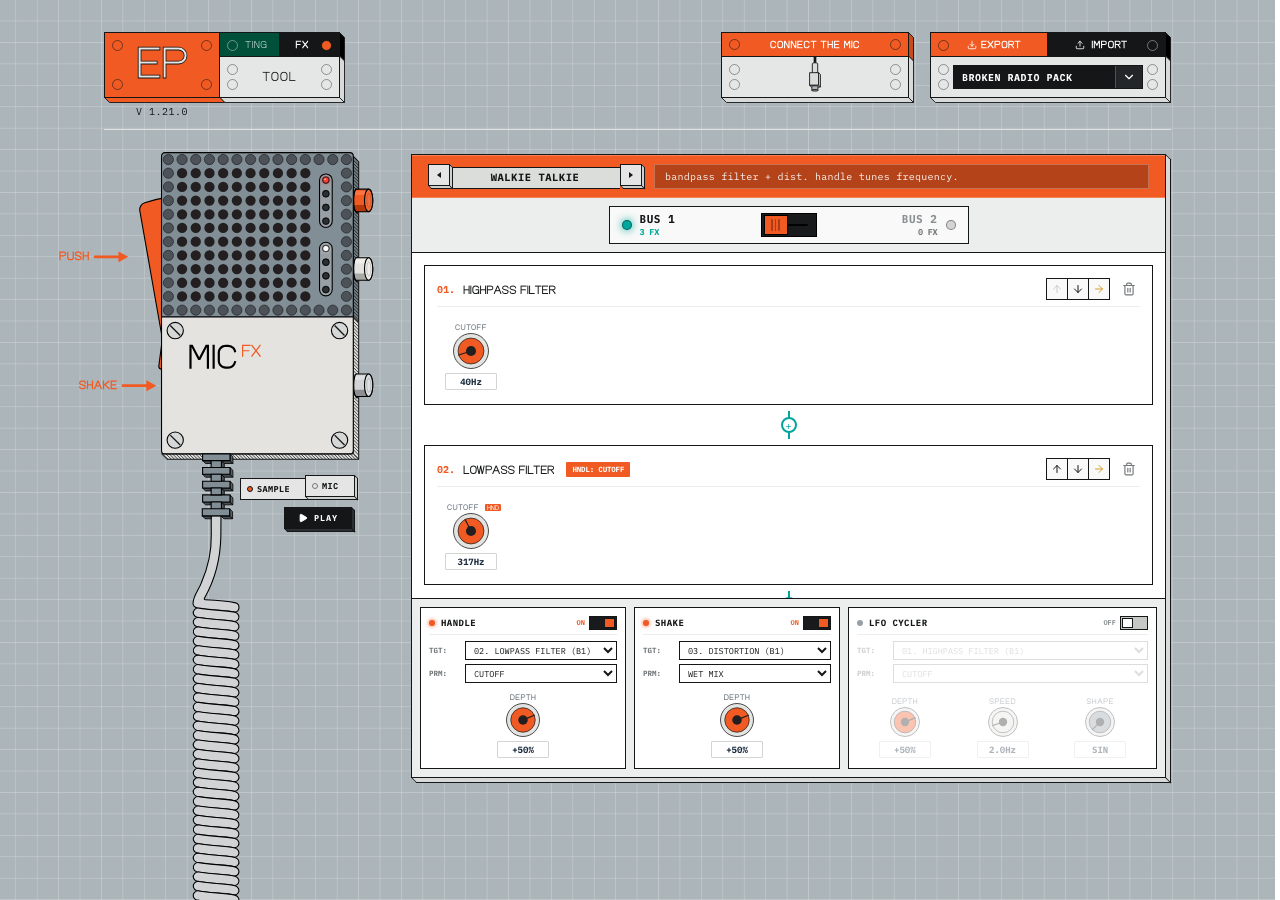 EP
TING
FX
TOOL
V 1.21.0
CONNECT THE MIC
EXPORT
IMPORT
BROKEN RADIO PACK
PUSH
SHAKE
MIC FX
SAMPLE
MIC
PLAY
WALKIE TALKIE
bandpass filter + dist. handle tunes frequency.
BUS 1
3 FX
BUS 2
0 FX
01. HIGHPASS FILTER
CUTOFF
40Hz
02. LOWPASS FILTER
HNDL: CUTOFF
CUTOFF HND
317Hz
HANDLE
ON
TGT: 02. LOWPASS FILTER (B1)
PRM: CUTOFF
DEPTH
+50%
SHAKE
ON
TGT: 03. DISTORTION (B1)
PRM: WET MIX
DEPTH
+50%
LFO CYCLER
OFF
TGT: 01. HIGHPASS FILTER (B1)
PRM: CUTOFF
DEPTH SPEED SHAPE
+50% 2.0Hz SIN